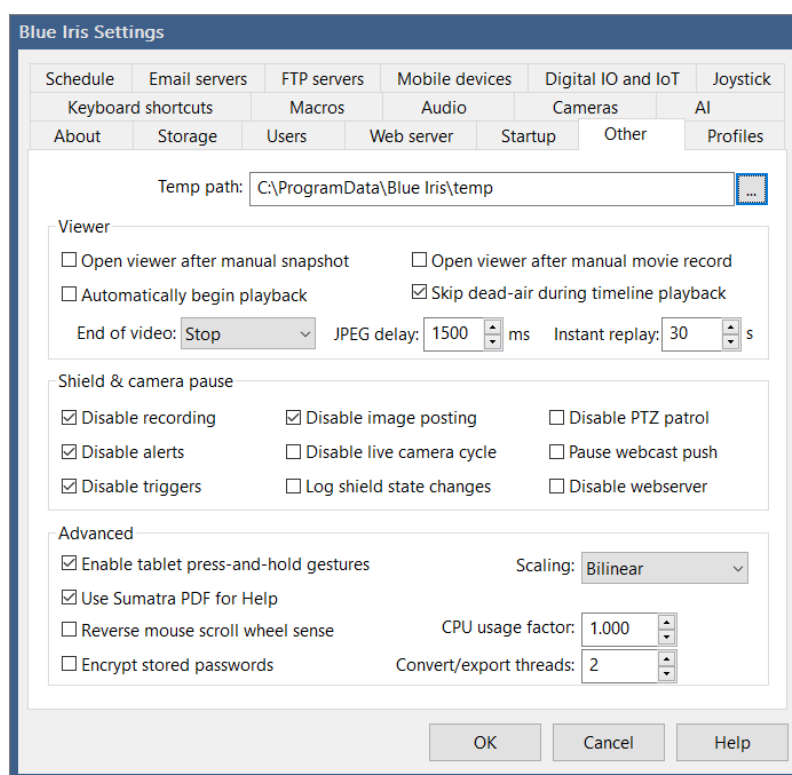 Blue Iris Settings
Schedule Email servers FTP servers Mobile devices Digital IO and IoT Joystick
Keyboard shortcuts Macros Audio Cameras AI
About Storage Users Web server Startup Other Profiles
Temp path: C:\ProgramData\Blue Iris\temp ...
Viewer
Open viewer after manual snapshot Open viewer after manual movie record
Automatically begin playback Skip dead-air during timeline playback
End of video: Stop JPEG delay: 1500 ms Instant replay: 30 s
Shield & camera pause
Disable recording Disable image posting Disable PTZ patrol
Disable alerts Disable live camera cycle Pause webcast push
Disable triggers Log shield state changes Disable webserver
Advanced
Enable tablet press-and-hold gestures Scaling: Bilinear
Use Sumatra PDF for Help
Reverse mouse scroll wheel sense CPU usage factor: 1.000
Encrypt stored passwords Convert/export threads: 2
OK Cancel Help